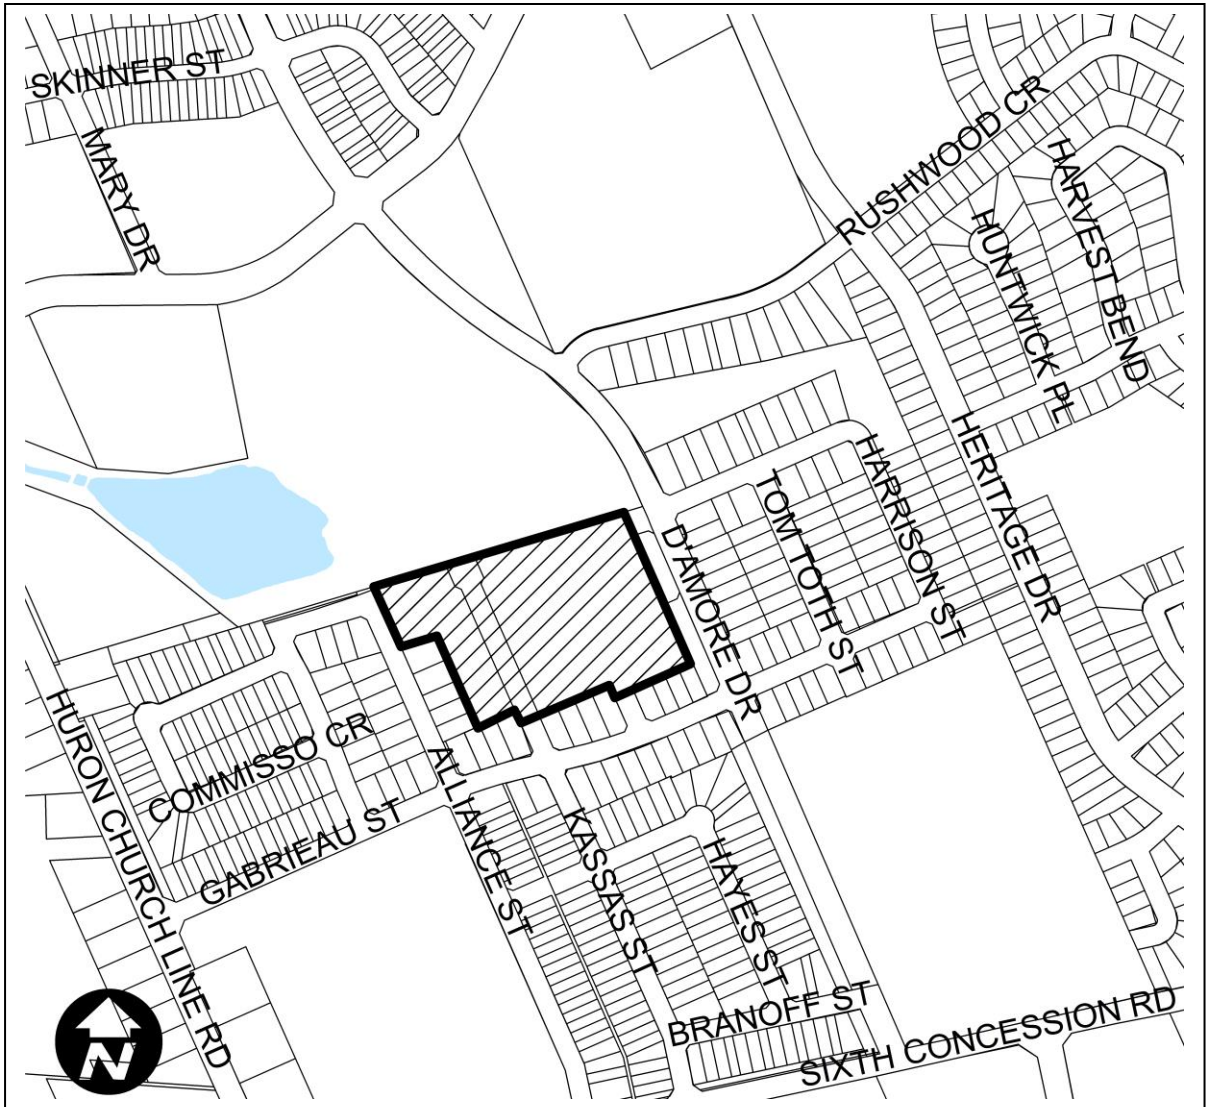 SKINNER ST
MARY DR
RUSHWOOD CR
HARVEST BEND
HUNTWICK PL
HERITAGE DR
HARRISON ST
TOM TOTH ST
D'AMORE DR
HURON CHURCH LINE RD
COMMISSO CR
GABRIEAU ST
ALLIANCE ST
KASSAS ST
HAYES ST
BRANOFF ST
SIXTH CONCESSION RD
N